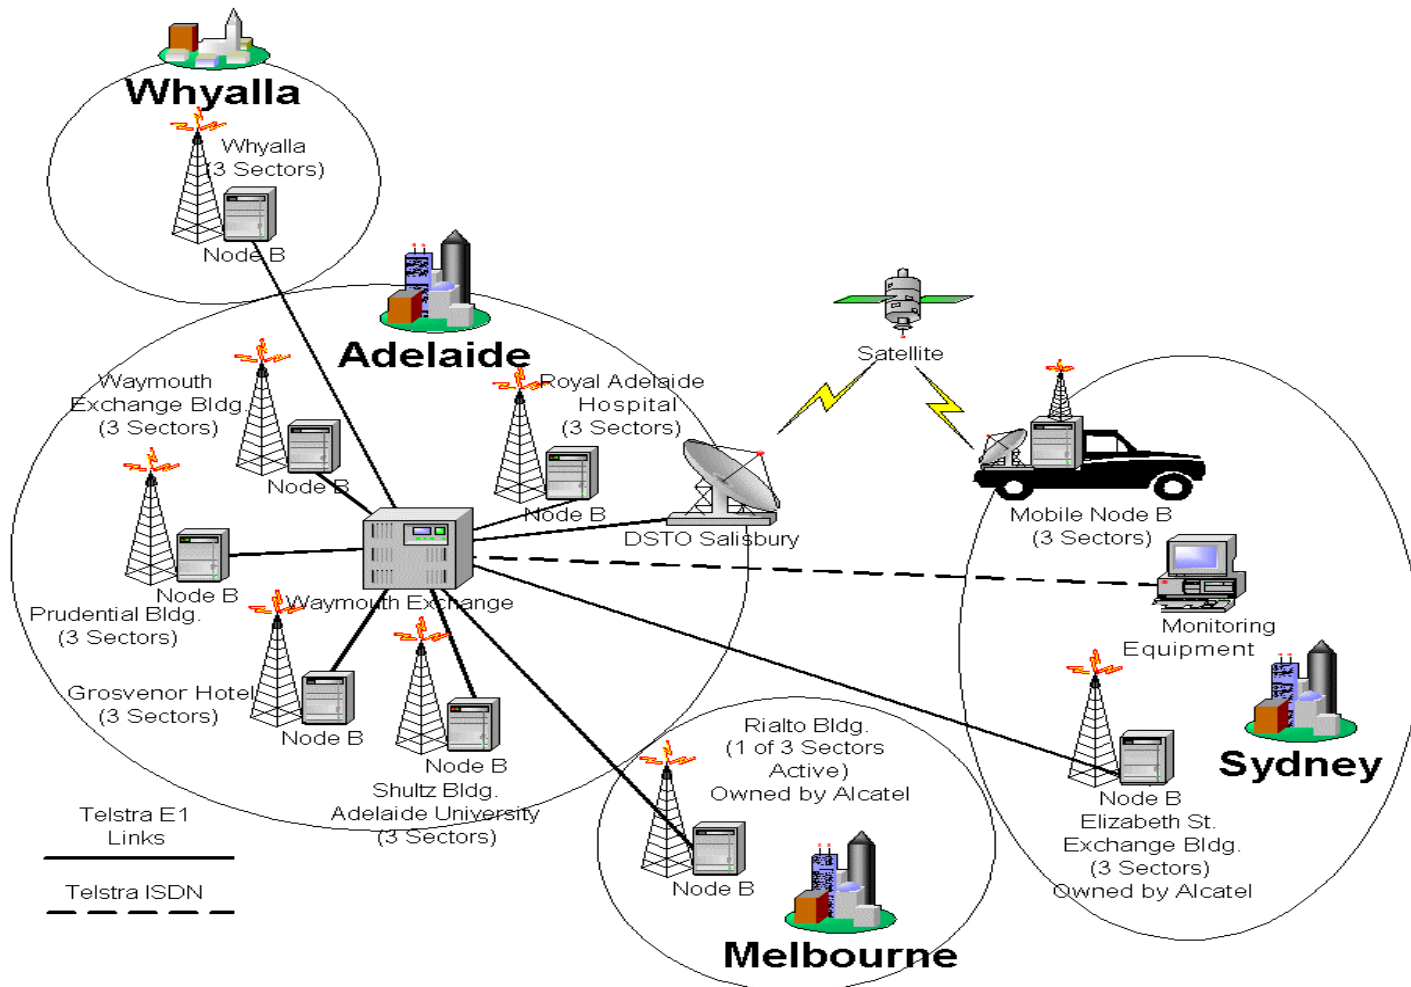 Whyalla
Whyalla
(3 Sectors)
Node B
Adelaide
Waymouth
Exchange Bldg.
(3 Sectors)
Node B
Royal Adelaide
Hospital
(3 Sectors)
Node B
Satellite
DSTO Salisbury
Mobile Node B
(3 Sectors)
Node B
Prudential Bldg.
(3 Sectors)
Waymouth Exchange
Monitoring
Equipment
Grosvenor Hotel
(3 Sectors)
Node B
Node B
Shultz Bldg.
Adelaide University
(3 Sectors)
Rialto Bldg.
(1 of 3 Sectors
Active)
Owned by Alcatel
Node B
Melbourne
Sydney
Node B
Elizabeth St.
Exchange Bldg.
(3 Sectors)
Owned by Alcatel
Telstra E1
Links
Telstra ISDN